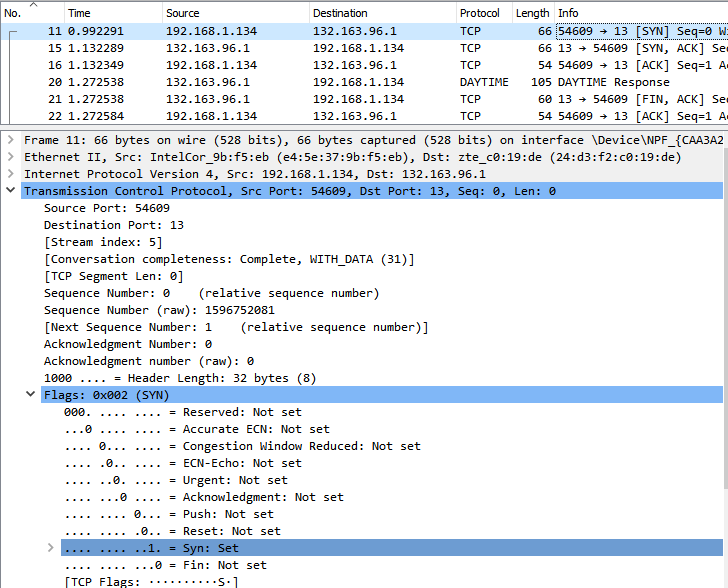 No. Time Source Destination Protocol Length Info
11 0.992291 192.168.1.134 132.163.96.1 TCP 66 54609 → 13 [SYN] Seq=0 Wi
15 1.132289 132.163.96.1 192.168.1.134 TCP 66 13 → 54609 [SYN, ACK] Se
16 1.132349 192.168.1.134 132.163.96.1 TCP 54 54609 → 13 [ACK] Seq=1 A
20 1.272538 132.163.96.1 192.168.1.134 DAYTIME 105 DAYTIME Response
21 1.272538 132.163.96.1 192.168.1.134 TCP 60 13 → 54609 [FIN, ACK] Se
22 1.272584 192.168.1.134 132.163.96.1 TCP 54 54609 → 13 [ACK] Seq=1 A
Frame 11: 66 bytes on wire (528 bits), 66 bytes captured (528 bits) on interface \Device\NPF_{CAA3A2
Ethernet II, Src: IntelCor_9b:f5:eb (e4:5e:37:9b:f5:eb), Dst: zte_c0:19:de (24:d3:f2:c0:19:de)
Internet Protocol Version 4, Src: 192.168.1.134, Dst: 132.163.96.1
Transmission Control Protocol, Src Port: 54609, Dst Port: 13, Seq: 0, Len: 0
Source Port: 54609
Destination Port: 13
[Stream index: 5]
[Conversation completeness: Complete, WITH_DATA (31)]
[TCP Segment Len: 0]
Sequence Number: 0 (relative sequence number)
Sequence Number (raw): 1596752081
[Next Sequence Number: 1 (relative sequence number)]
Acknowledgment Number: 0
Acknowledgment number (raw): 0
1000 .... = Header Length: 32 bytes (8)
Flags: 0x002 (SYN)
000. .... .... = Reserved: Not set
...0 .... .... = Accurate ECN: Not set
.... 0... .... = Congestion Window Reduced: Not set
.... .0.. .... = ECN-Echo: Not set
.... ..0. .... = Urgent: Not set
.... ...0 .... = Acknowledgment: Not set
.... .... 0... = Push: Not set
.... .... .0.. = Reset: Not set
.... .... ..1. = Syn: Set
.... .... ...0 = Fin: Not set
[TCP Flags: ··········S·]